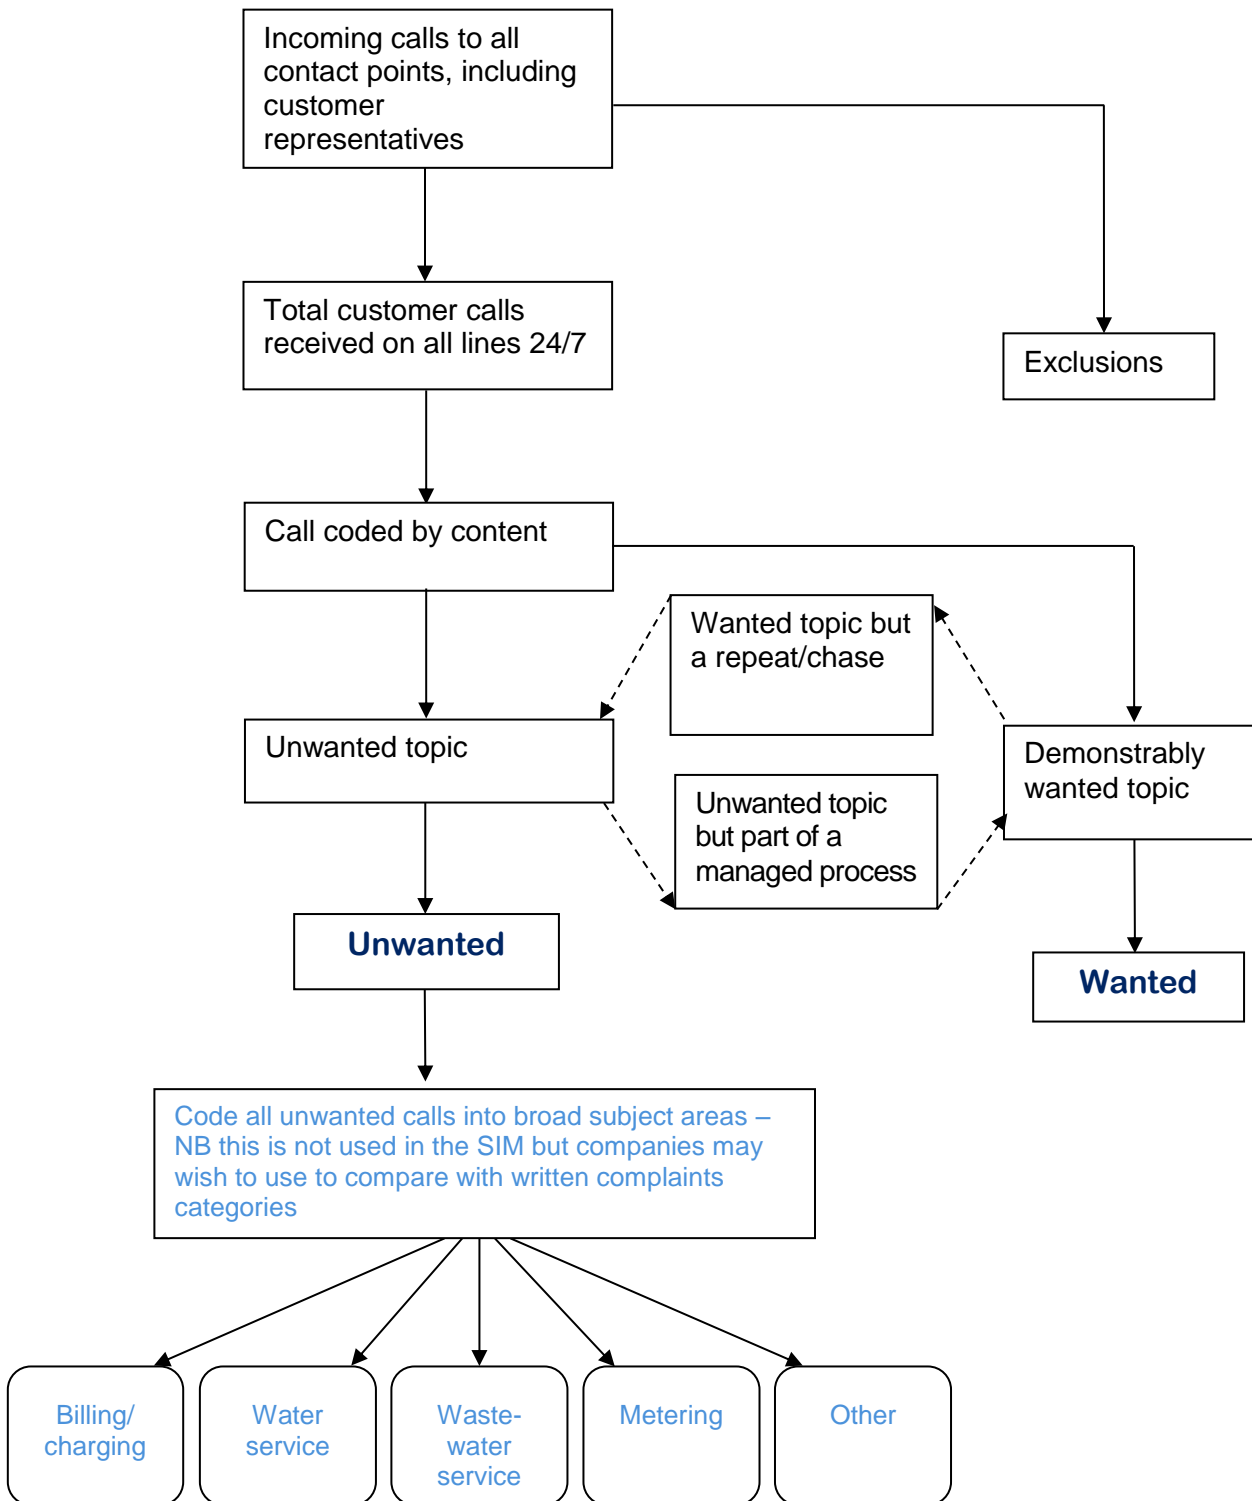 Incoming calls to all
contact points, including
customer
representatives
Total customer calls
received on all lines 24/7
Exclusions
Call coded by content
Wanted topic but
a repeat/chase
Unwanted topic
Demonstrably
wanted topic
Unwanted topic
but part of a
managed process
Unwanted
Wanted
Code all unwanted calls into broad subject areas –
NB this is not used in the SIM but companies may
wish to use to compare with written complaints
categories
Billing/
charging
Water
service
Waste-
water
service
Metering
Other